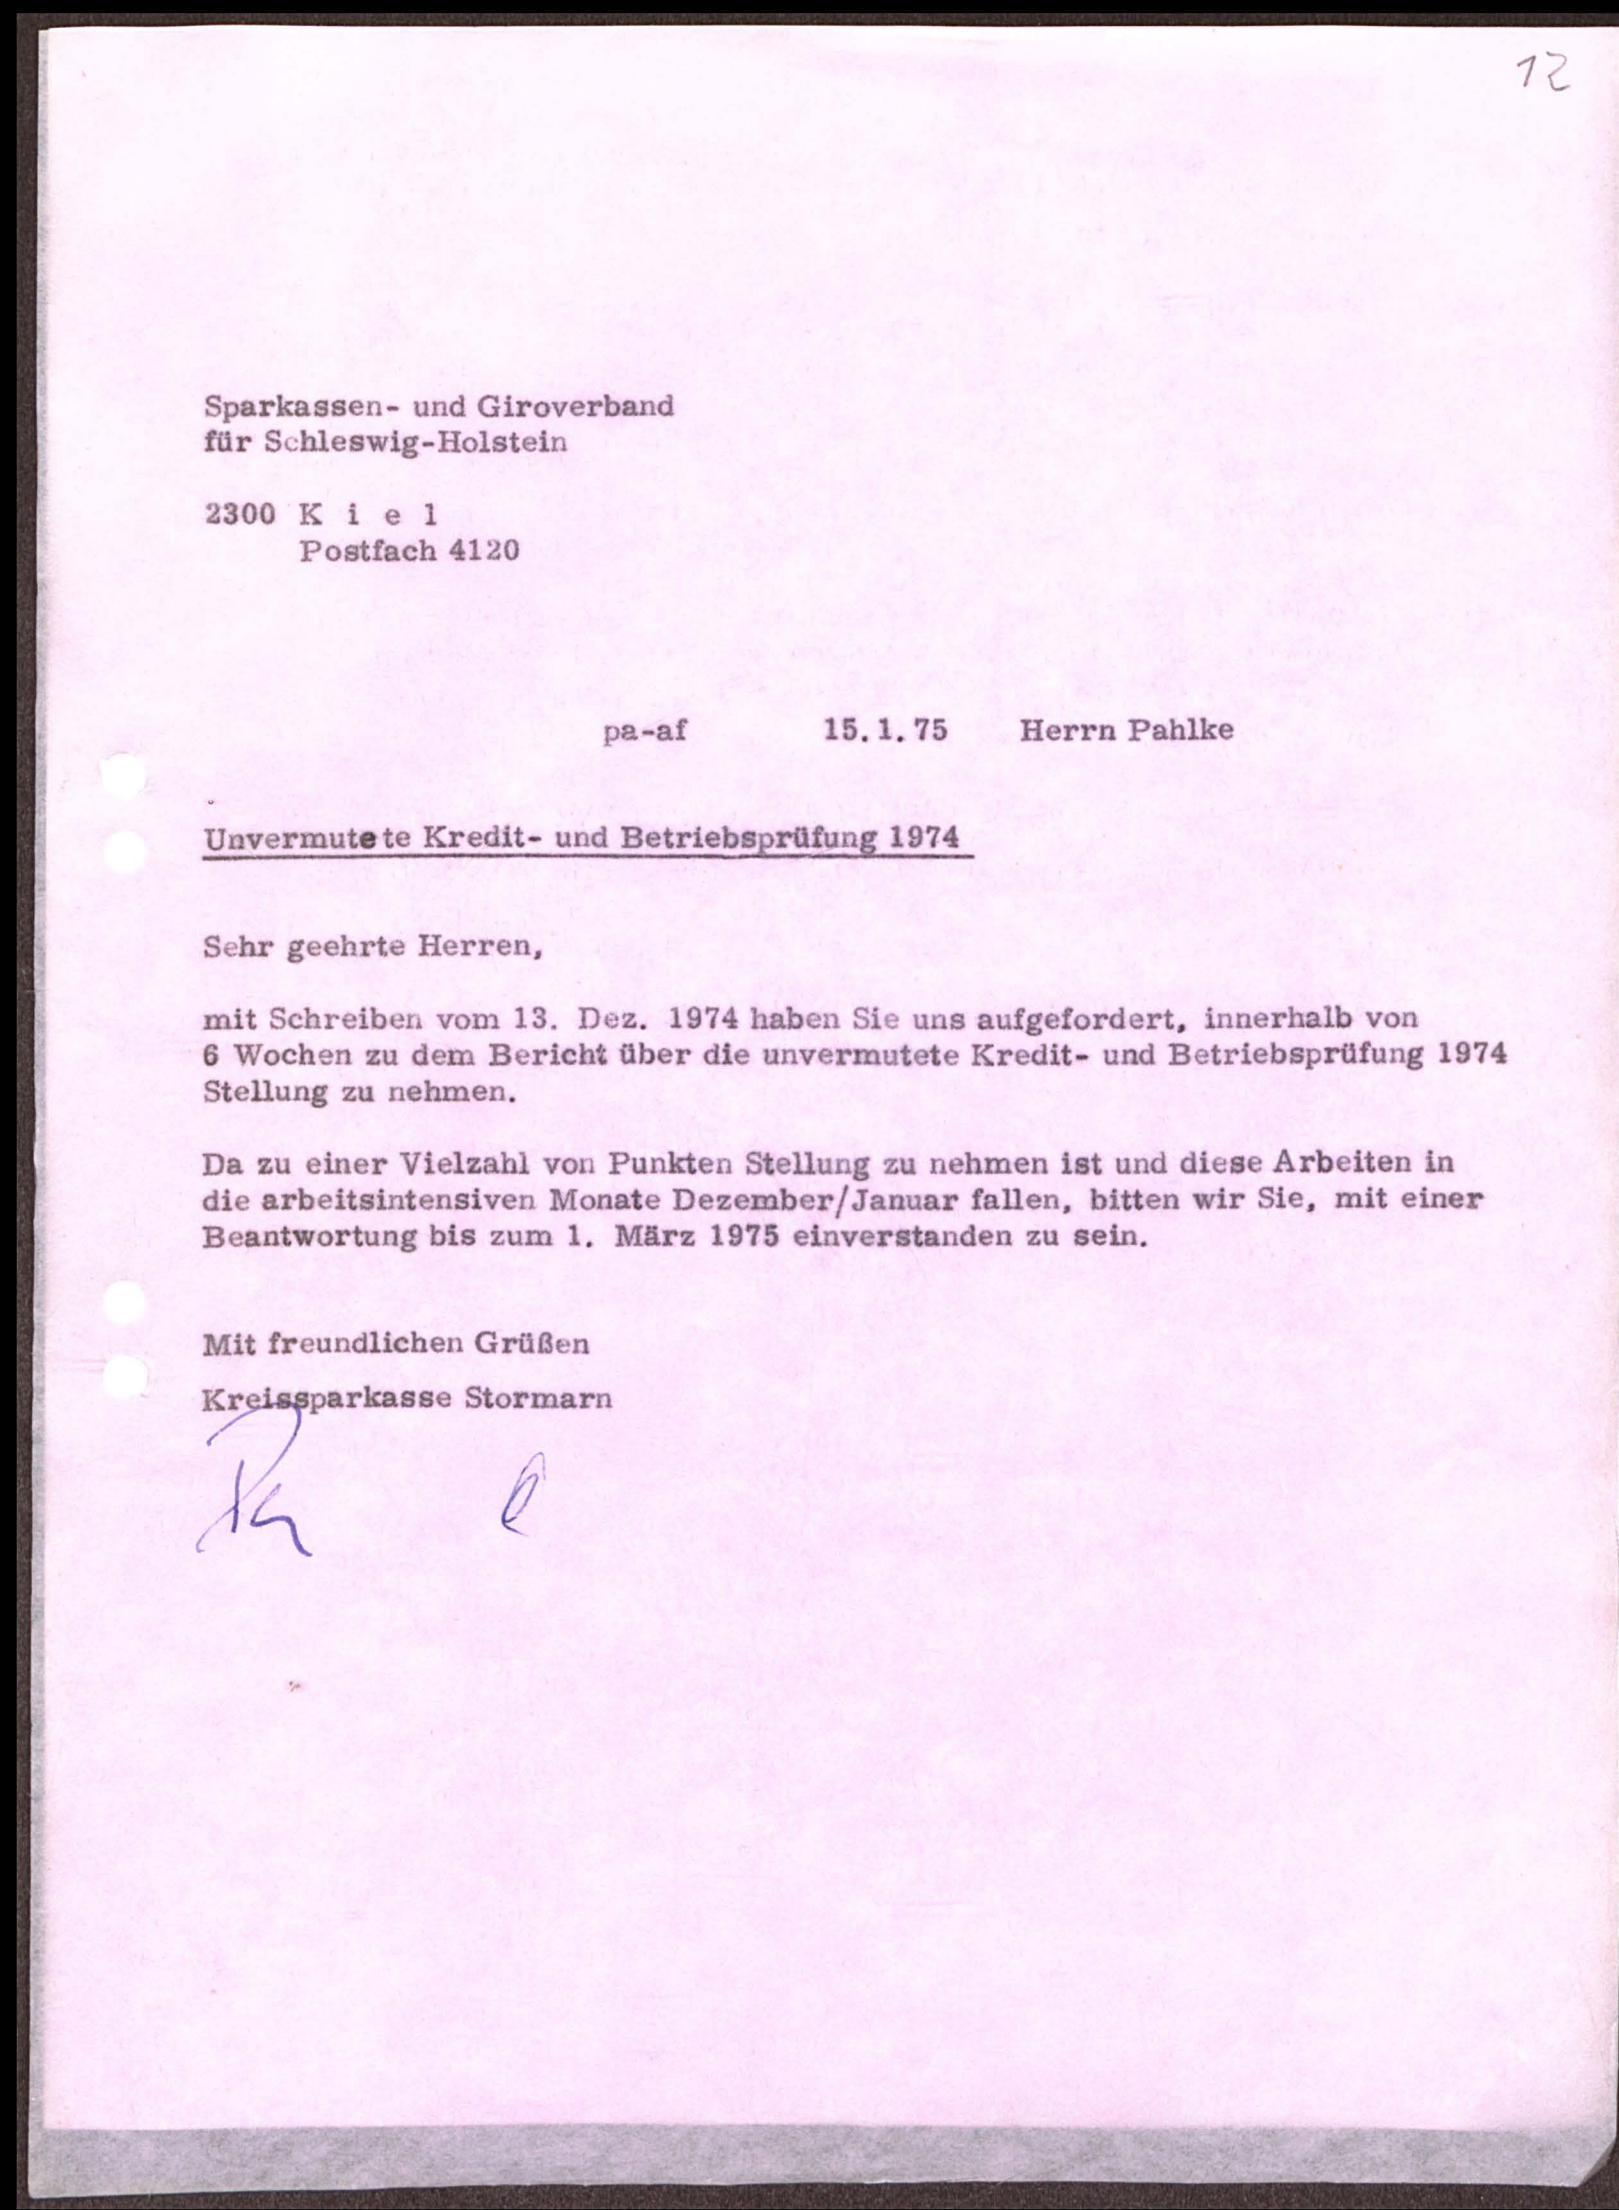 12
Sparkassen- und Giroverband
für Schleswig-Holstein
2300 K i e l
Postfach 4120
pa-af 15.1.75 Herrn Pahlke
Unvermutete Kredit- und Betriebsprüfung 1974
Sehr geehrte Herren,
mit Schreiben vom 13. Dez. 1974 haben Sie uns aufgefordert, innerhalb von
6 Wochen zu dem Bericht über die unvermutete Kredit- und Betriebsprüfung 1974
Stellung zu nehmen.
Da zu einer Vielzahl von Punkten Stellung zu nehmen ist und diese Arbeiten in
die arbeitsintensiven Monate Dezember/Januar fallen, bitten wir Sie, mit einer
Beantwortung bis zum 1. März 1975 einverstanden zu sein.
Mit freundlichen Grüßen
Kreissparkasse Stormarn